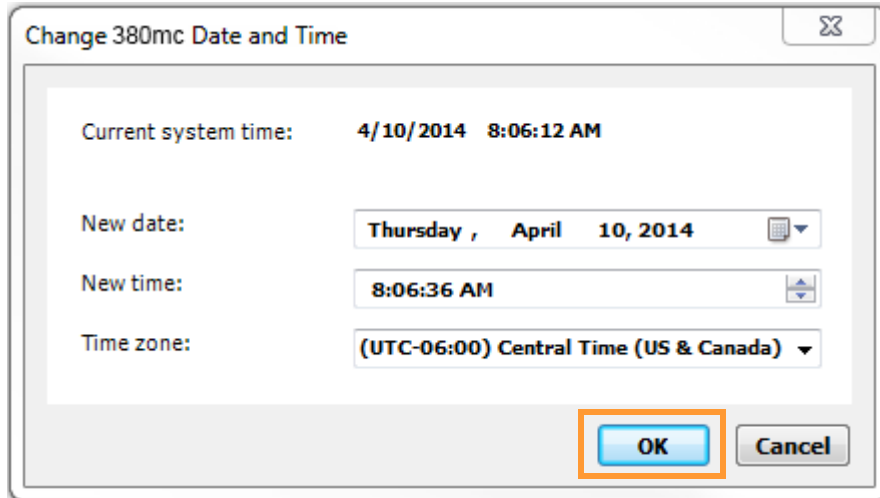 Change 380mc Date and Time
Current system time: 4/10/2014 8:06:12 AM
New date: Thursday , April 10, 2014
New time: 8:06:36 AM
Time zone: (UTC-06:00) Central Time (US & Canada)
OK Cancel